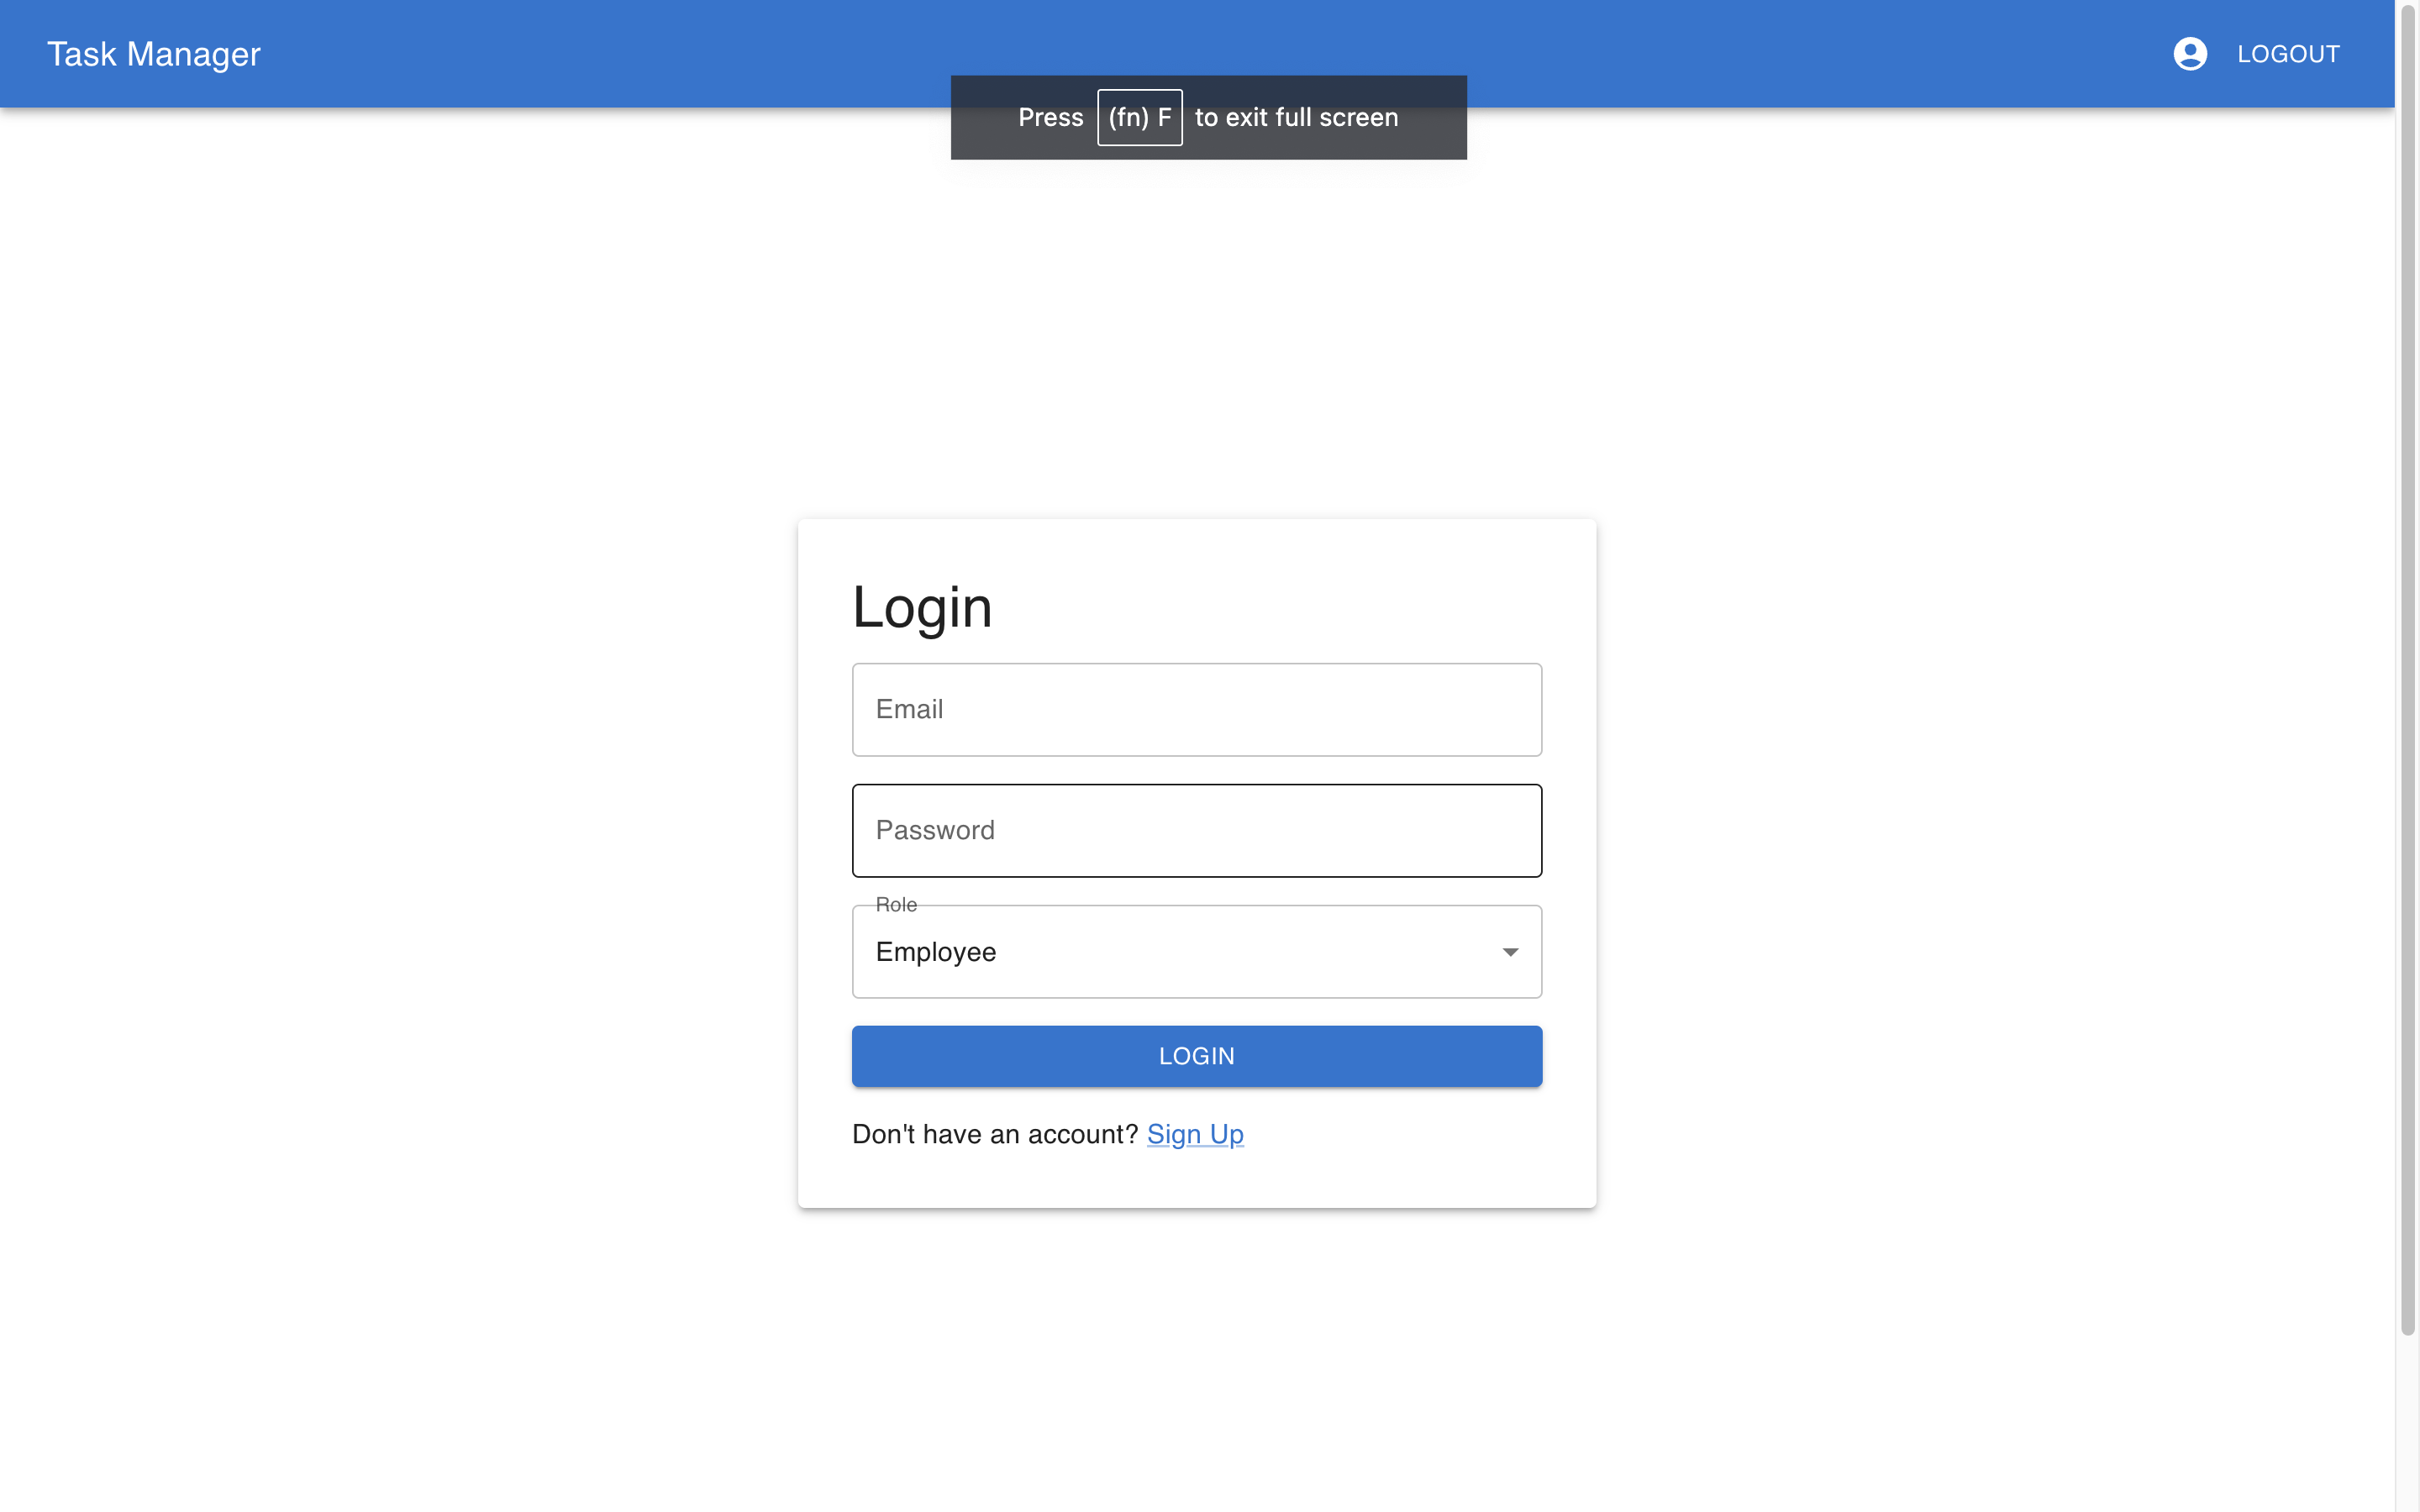 Task Manager
LOGOUT
Press (fn) F to exit full screen
Login
Email
Password
Role
Employee
LOGIN
Don't have an account? Sign Up